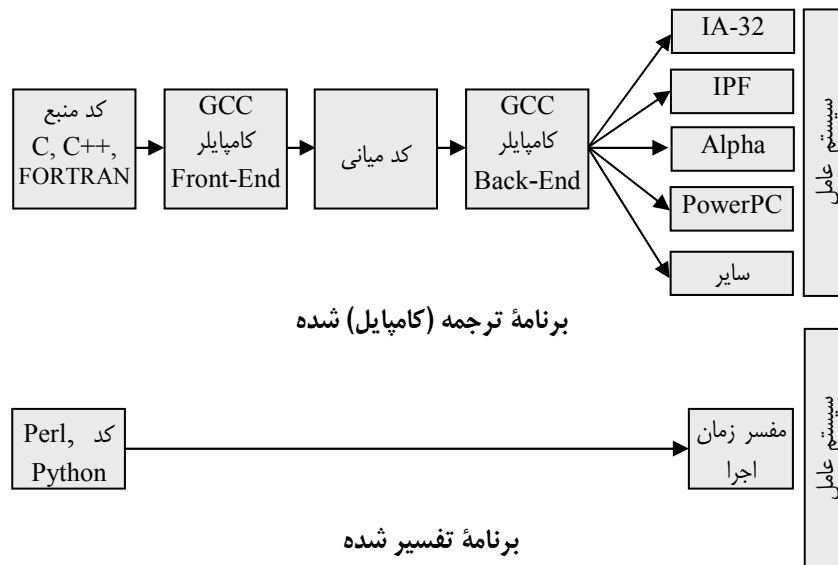 کد منبع
C, C++,
FORTRAN
GCC
کامپایلر
Front-End
کد میانی
GCC
کامپایلر
Back-End
IA-32
IPF
Alpha
PowerPC
سایر
سیستم عامل
برنامهٔ ترجمه (کامپایل) شده
کد Perl,
Python
مفسر زمان
اجرا
سیستم عامل
برنامهٔ تفسیر شده